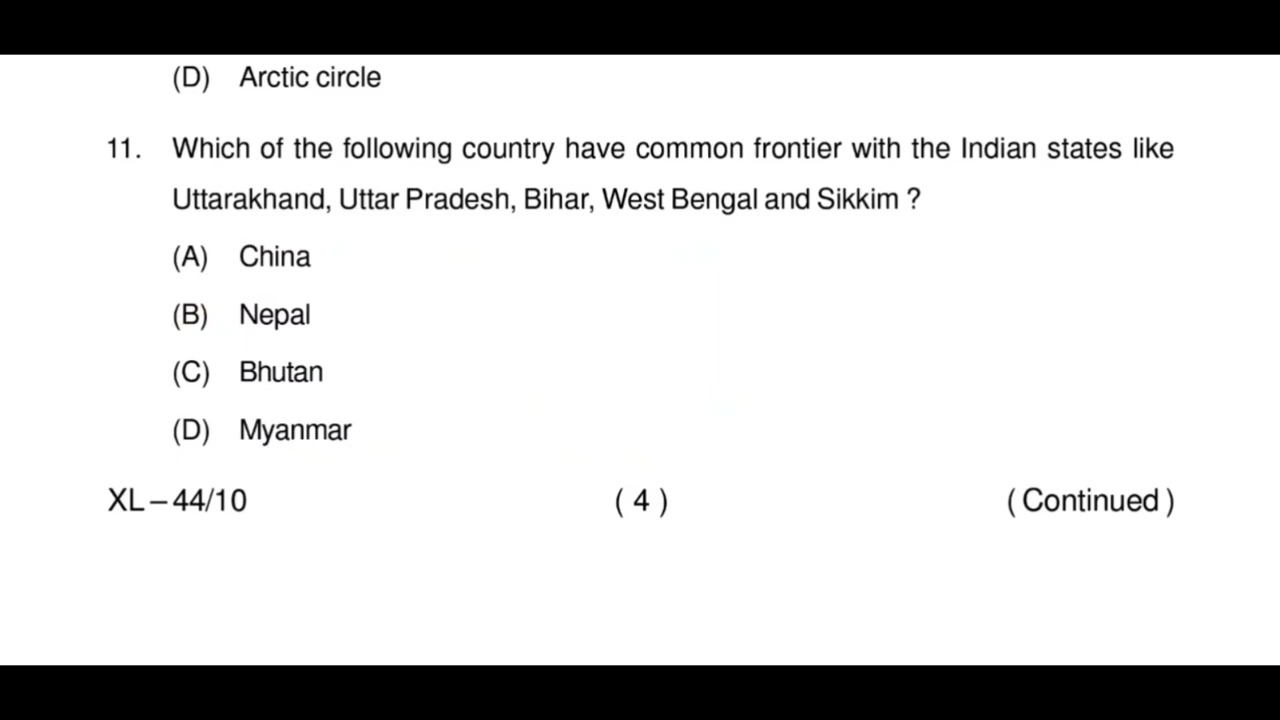 (D) Arctic circle
11. Which of the following country have common frontier with the Indian states like
Uttarakhand, Uttar Pradesh, Bihar, West Bengal and Sikkim ?
(A) China
(B) Nepal
(C) Bhutan
(D) Myanmar
XL – 44/10 ( 4 ) ( Continued )